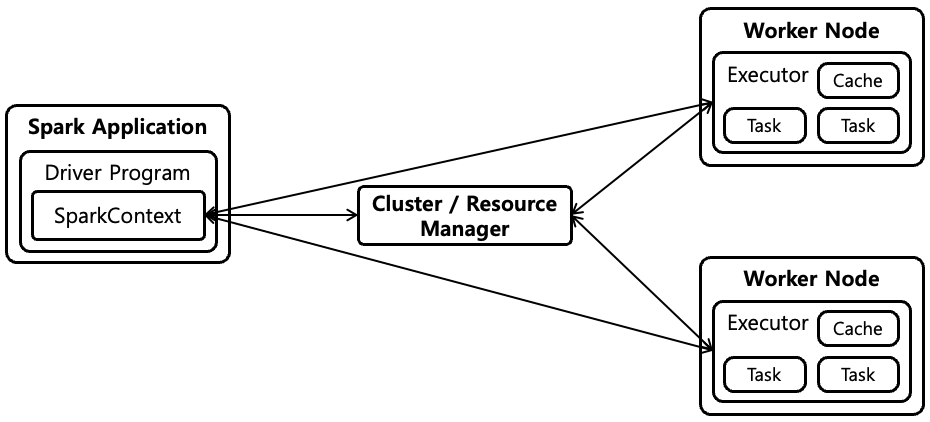 Spark Application
Driver Program
SparkContext
Cluster / Resource
Manager
Worker Node
Executor
Cache
Task
Task
Worker Node
Executor
Cache
Task
Task